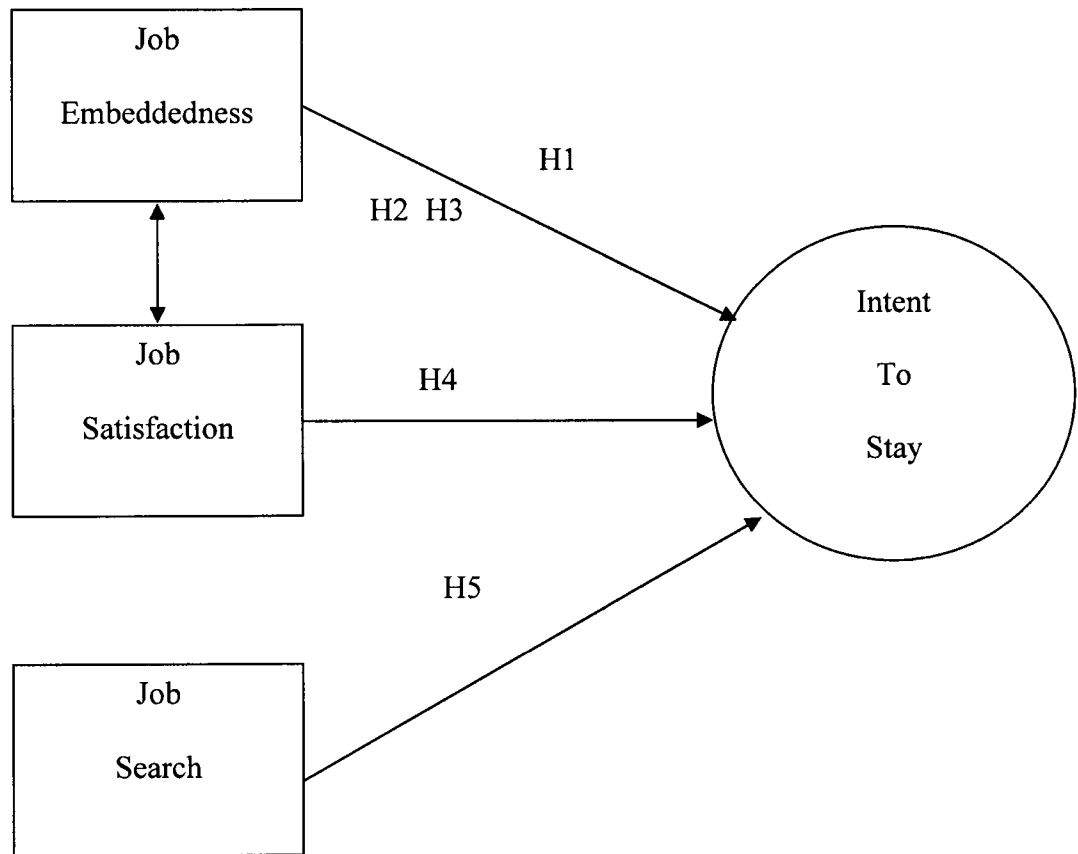 Job
Embeddedness
H1
H2 H3
Intent
To
Stay
Job
Satisfaction
H4
H5
Job
Search